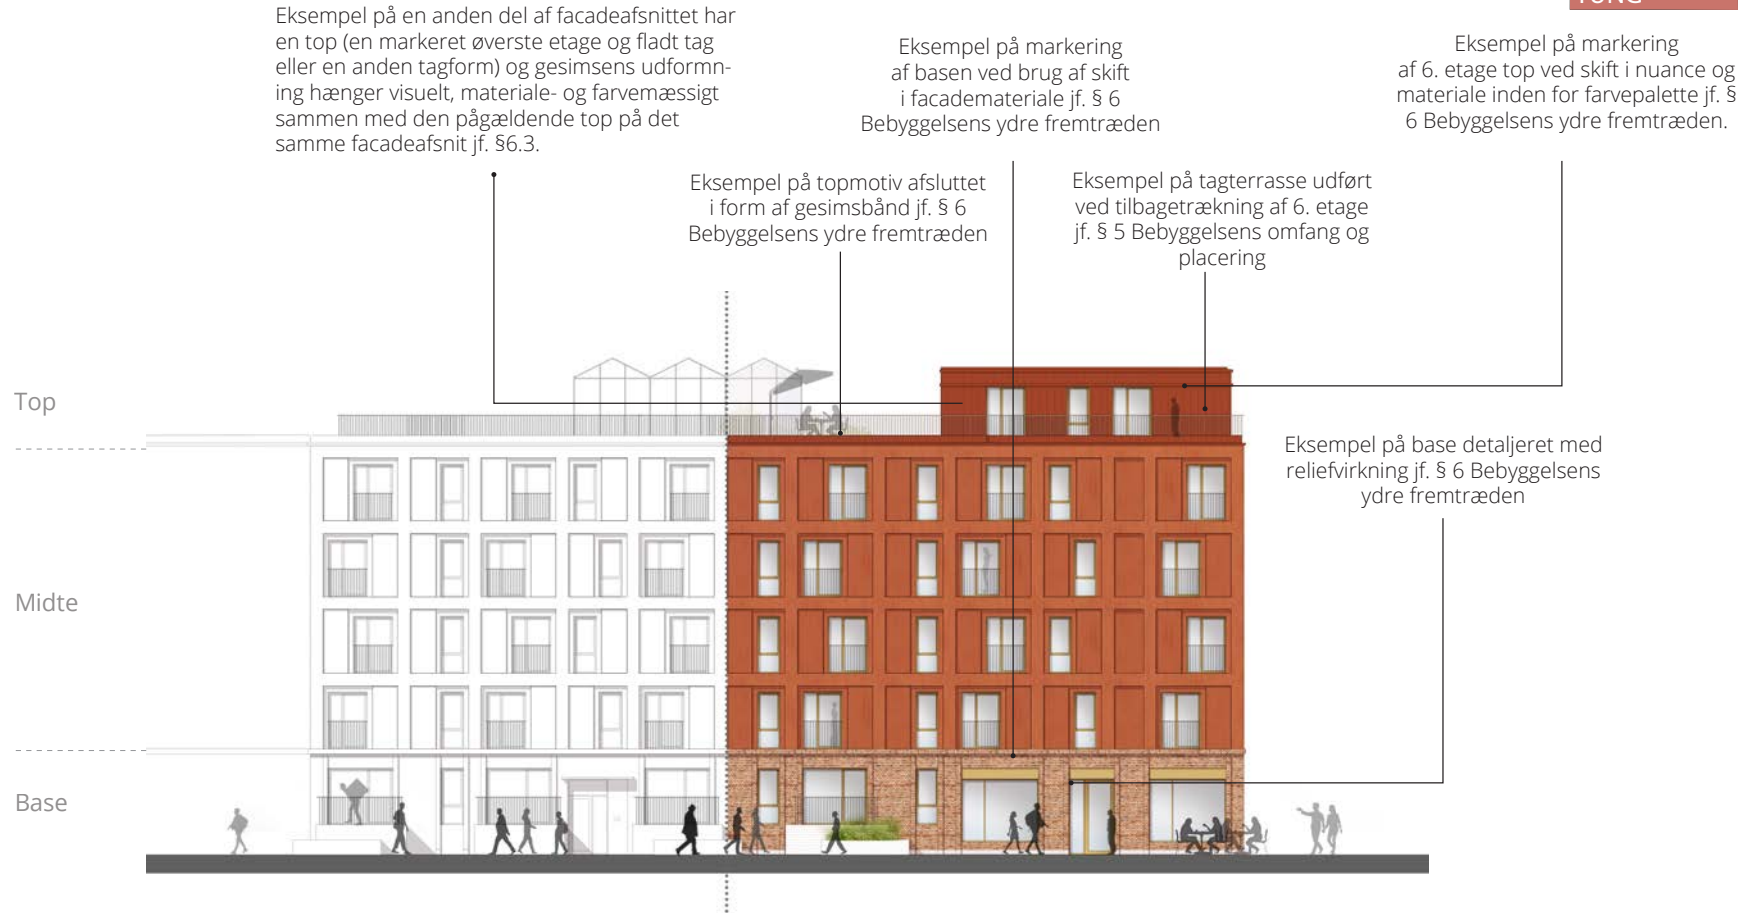 Eksempel på en anden del af facadeafsnittet har
en top (en markeret øverste etage og fladt tag
eller en anden tagform) og gesimsens udformn-
ing hænger visuelt, materiale- og farvemæssigt
sammen med den pågældende top på det
samme facadeafsnit jf. §6.3.
Eksempel på markering
af basen ved brug af skift
i facademateriale jf. § 6
Bebyggelsens ydre fremtræden
Eksempel på markering
af 6. etage top ved skift i nuance og
materiale inden for farvepalette jf. §
6 Bebyggelsens ydre fremtræden.
Eksempel på topmotiv afsluttet
i form af gesimsbånd jf. § 6
Bebyggelsens ydre fremtræden
Eksempel på tagterrasse udført
ved tilbagetrækning af 6. etage
jf. § 5 Bebyggelsens omfang og
placering
Top
Eksempel på base detaljeret med
reliefvirkning jf. § 6 Bebyggelsens
ydre fremtræden
Midte
Base